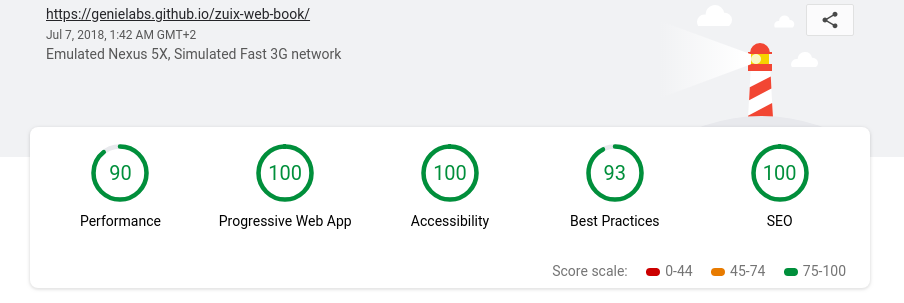 https://genielabs.github.io/zuix-web-book/
Jul 7, 2018, 1:42 AM GMT+2
Emulated Nexus 5X, Simulated Fast 3G network
90 100 100 93 100
Performance Progressive Web App Accessibility Best Practices SEO
Score scale: 0-44 45-74 75-100